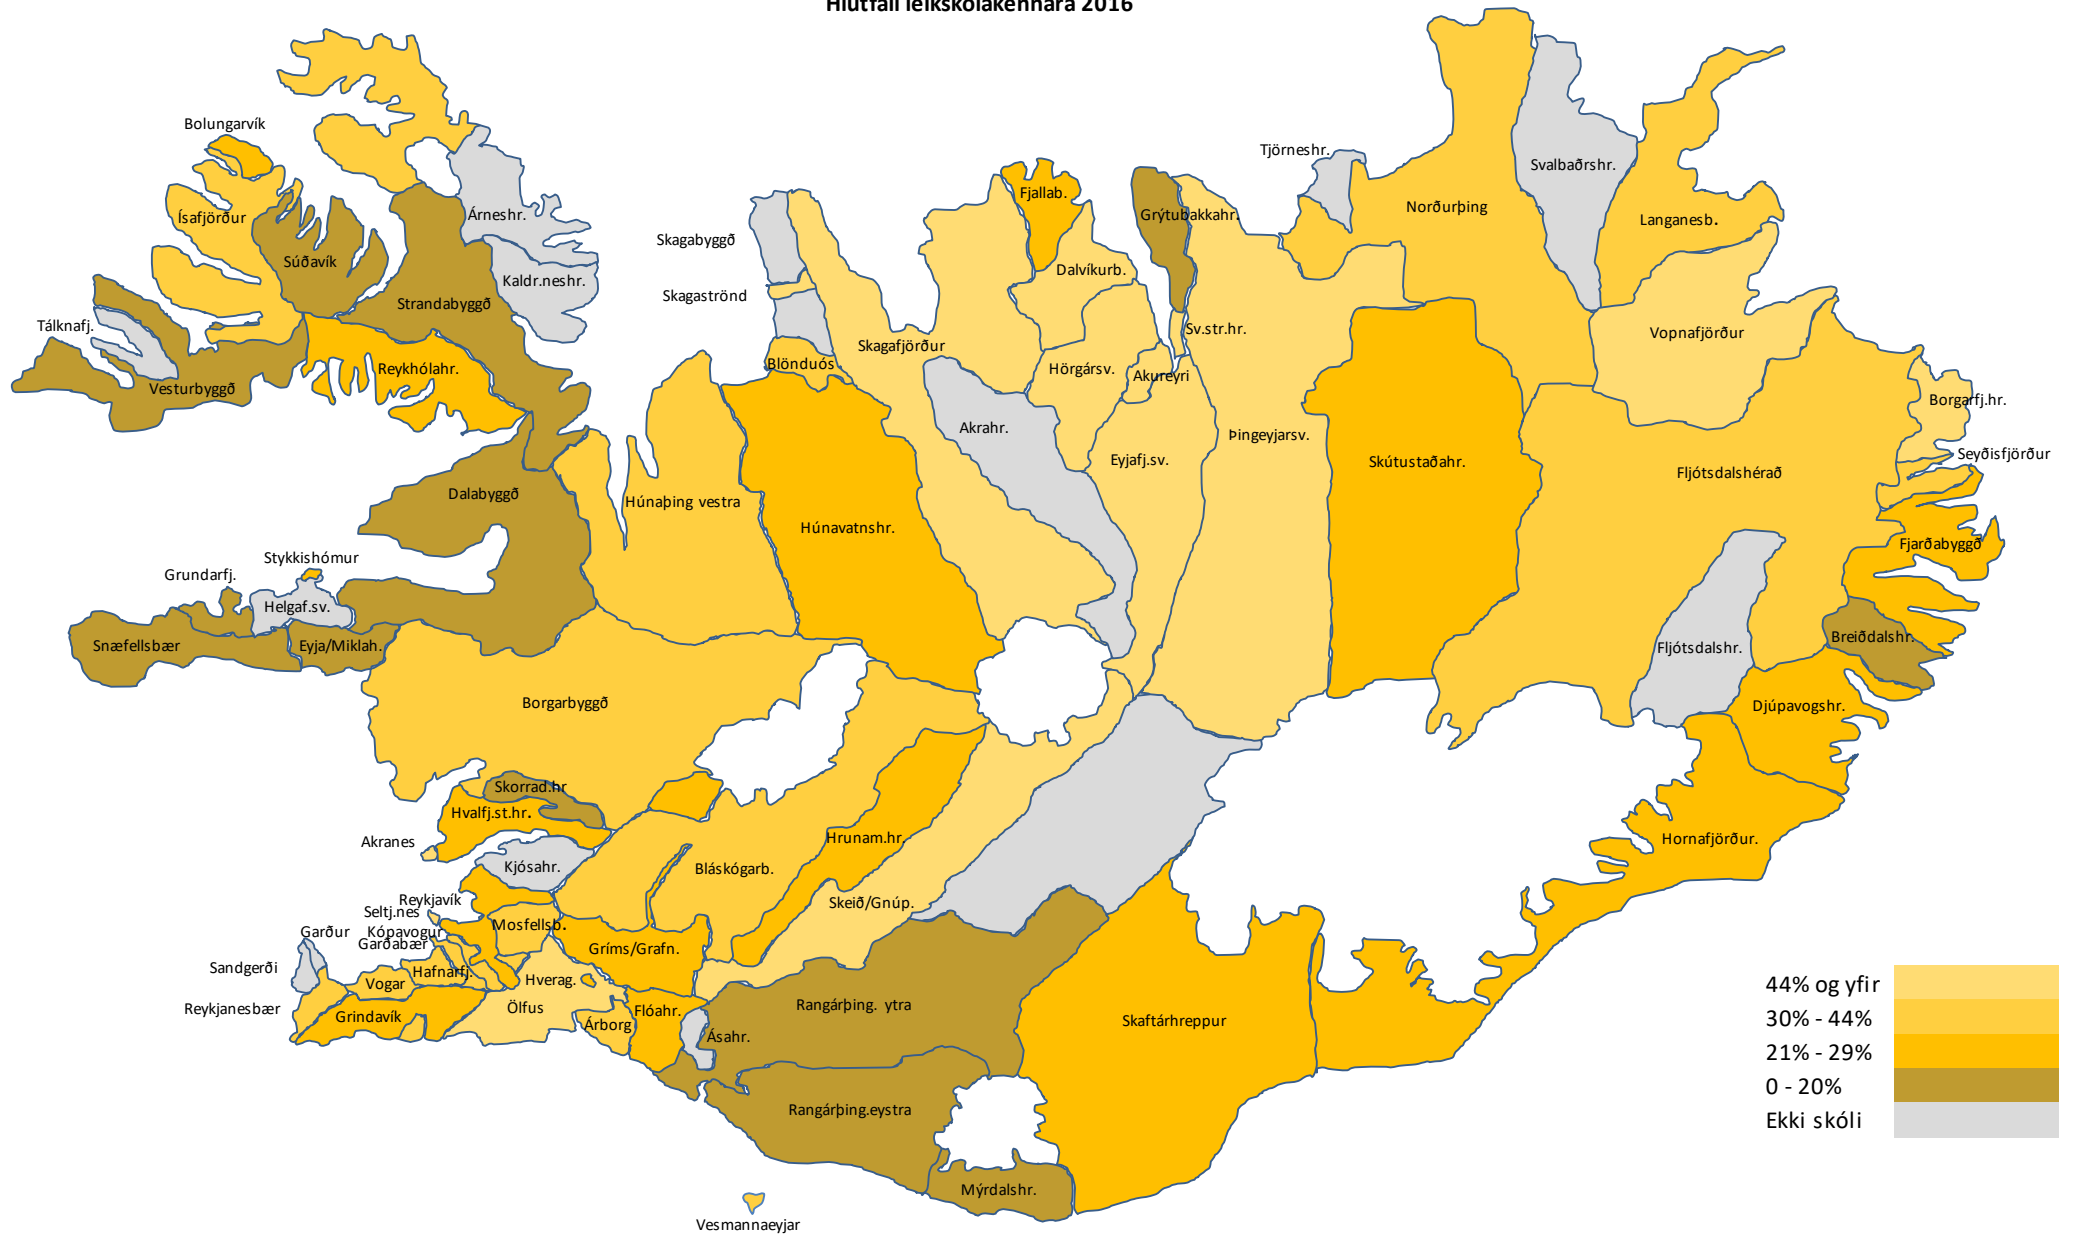 Hlutfall leikskólakennara 2016
Bolungarvík
Tjörneshr.
Svalbaðrshr.
Fjallab.
Ísafjörður
Árneshr.
Grýtubakkahr.
Norðurþing
Langanesb.
Skagabyggð
Súðavík
Kaldr.neshr.
Dalvíkurb.
Skagaströnd
Strandabyggð
Tálknafj.
Sv.str.hr.
Vopnafjörður
Skagafjörður
Blönduós
Reykhólahr.
Hörgársv.
Akureyri
Vesturbyggð
Borgarfj.hr.
Akrahr.
Þingeyjarsv.
Seyðisfjörður
Eyjafj.sv.
Skútustaðahr.
Fljótsdalshérað
Dalabyggð
Húnaþing vestra
Húnavatnshr.
Fjarðabyggð
Stykkishómur
Grundarfj.
Helgaf.sv.
Breiðdalshr.
Snæfellsbær
Eyja/Miklah.
Fljótsdalshr.
Borgarbyggð
Djúpavogshr.
Skorrad.hr
Hvalfj.st.hr.
Akranes
Hrunam.hr.
Hornafjörður.
Kjósahr.
Bláskógarb.
Reykjavík
Skeið/Gnúp.
Seltj.nes
Mosfellsb.
Garður
Kópavogur
Garðabær
Gríms/Grafn.
Sandgerði
Hafnarfj.
Hverag.
Vogar
44% og yfir
Reykjanesbær
Ölfus
Flóahr.
Rangárþing. ytra
Grindavík
Árborg
Skaftárhreppur
30% - 44%
Ásahr.
21% - 29%
0 - 20%
Rangárþing.eystra
Ekki skóli
Mýrdalshr.
Vesmannaeyjar